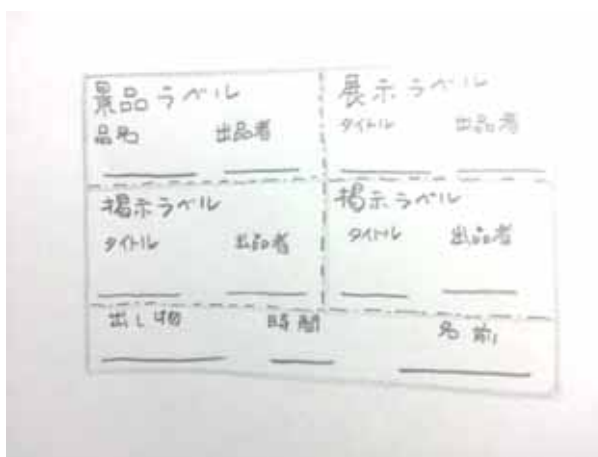 景品ラベル
品名 出品者
展示ラベル
タイトル 出品者
掲示ラベル
タイトル 出品者
掲示ラベル
タイトル 出品者
出し物 時間 名前